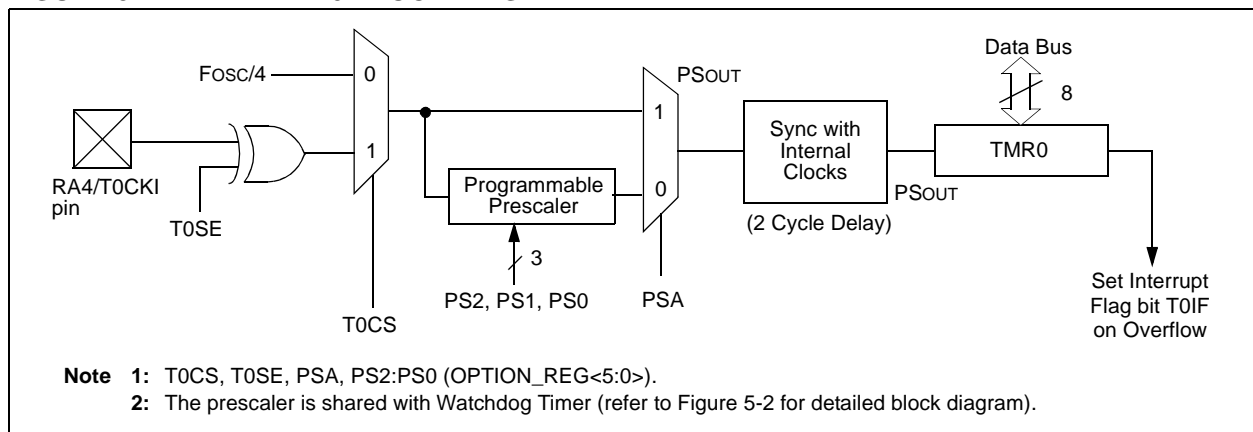 Data Bus
FOSC/4
0
PSOUT
8
1
Sync with
Internal
Clocks
TMR0
1
RA4/T0CKI
pin
Programmable
Prescaler
0
PSOUT
T0SE
(2 Cycle Delay)
3
PS2, PS1, PS0
PSA
T0CS
Set Interrupt
Flag bit T0IF
on Overflow
Note 1: T0CS, T0SE, PSA, PS2:PS0 (OPTION_REG<5:0>).
2: The prescaler is shared with Watchdog Timer (refer to Figure 5-2 for detailed block diagram).